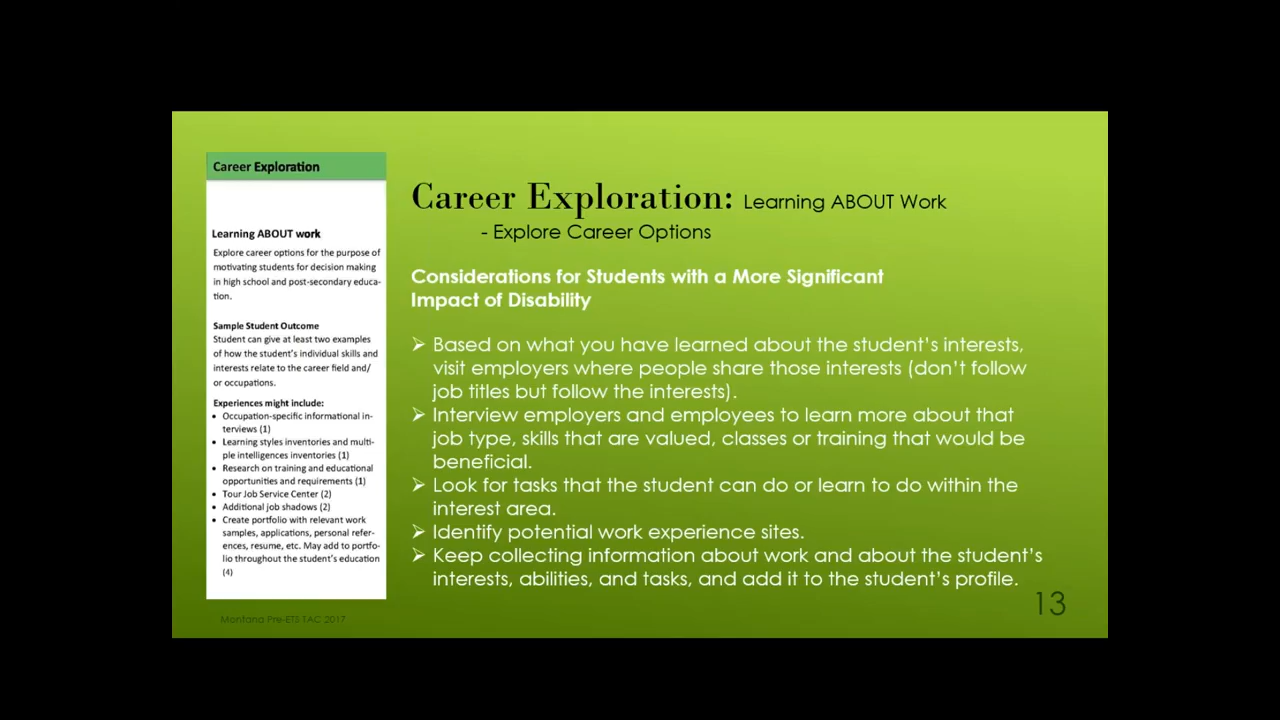 Career Exploration
Learning ABOUT work
Explore career options for the purpose of
motivating students for decision making
in high school and post-secondary educa-
tion.
Sample Student Outcome
Student can give at least two examples
of how the student's individual skills and
interests relate to the career field and/
or occupations.
Experiences might include:
• Occupation-specific informational in-
terviews (1)
• Learning styles inventories and multi-
ple intelligences inventories (1)
• Research on training and educational
opportunities and requirements (1)
• Tour Job Service Center (2)
• Additional job shadows (2)
• Create portfolio with relevant work
samples, applications, personal refer-
ences, resume, etc. May add to portfo-
lio throughout the student's education
(4)
Career Exploration: Learning ABOUT Work
- Explore Career Options
Considerations for Students with a More Significant
Impact of Disability
➢ Based on what you have learned about the student's interests,
visit employers where people share those interests (don't follow
job titles but follow the interests).
➢ Interview employers and employees to learn more about that
job type, skills that are valued, classes or training that would be
beneficial.
➢ Look for tasks that the student can do or learn to do within the
interest area.
➢ Identify potential work experience sites.
➢ Keep collecting information about work and about the student's
interests, abilities, and tasks, and add it to the student's profile.
13
Montana Pre-ETS TAC 2017